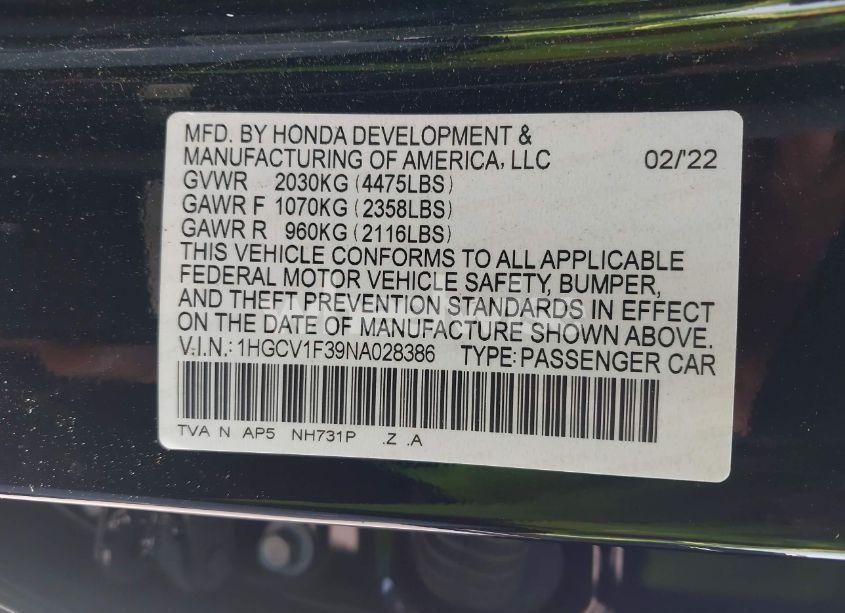 MFD. BY HONDA DEVELOPMENT &
MANUFACTURING OF AMERICA, LLC 02/'22
GVWR 2030KG (4475LBS)
GAWR F 1070KG (2358LBS)
GAWR R 960KG (2116LBS)
THIS VEHICLE CONFORMS TO ALL APPLICABLE
FEDERAL MOTOR VEHICLE SAFETY, BUMPER,
AND THEFT PREVENTION STANDARDS IN EFFECT
ON THE DATE OF MANUFACTURE SHOWN ABOVE.
V.I.N.: 1HGCV1F39NA028386 TYPE: PASSENGER CAR
TVA N AP5 NH731P .Z .A